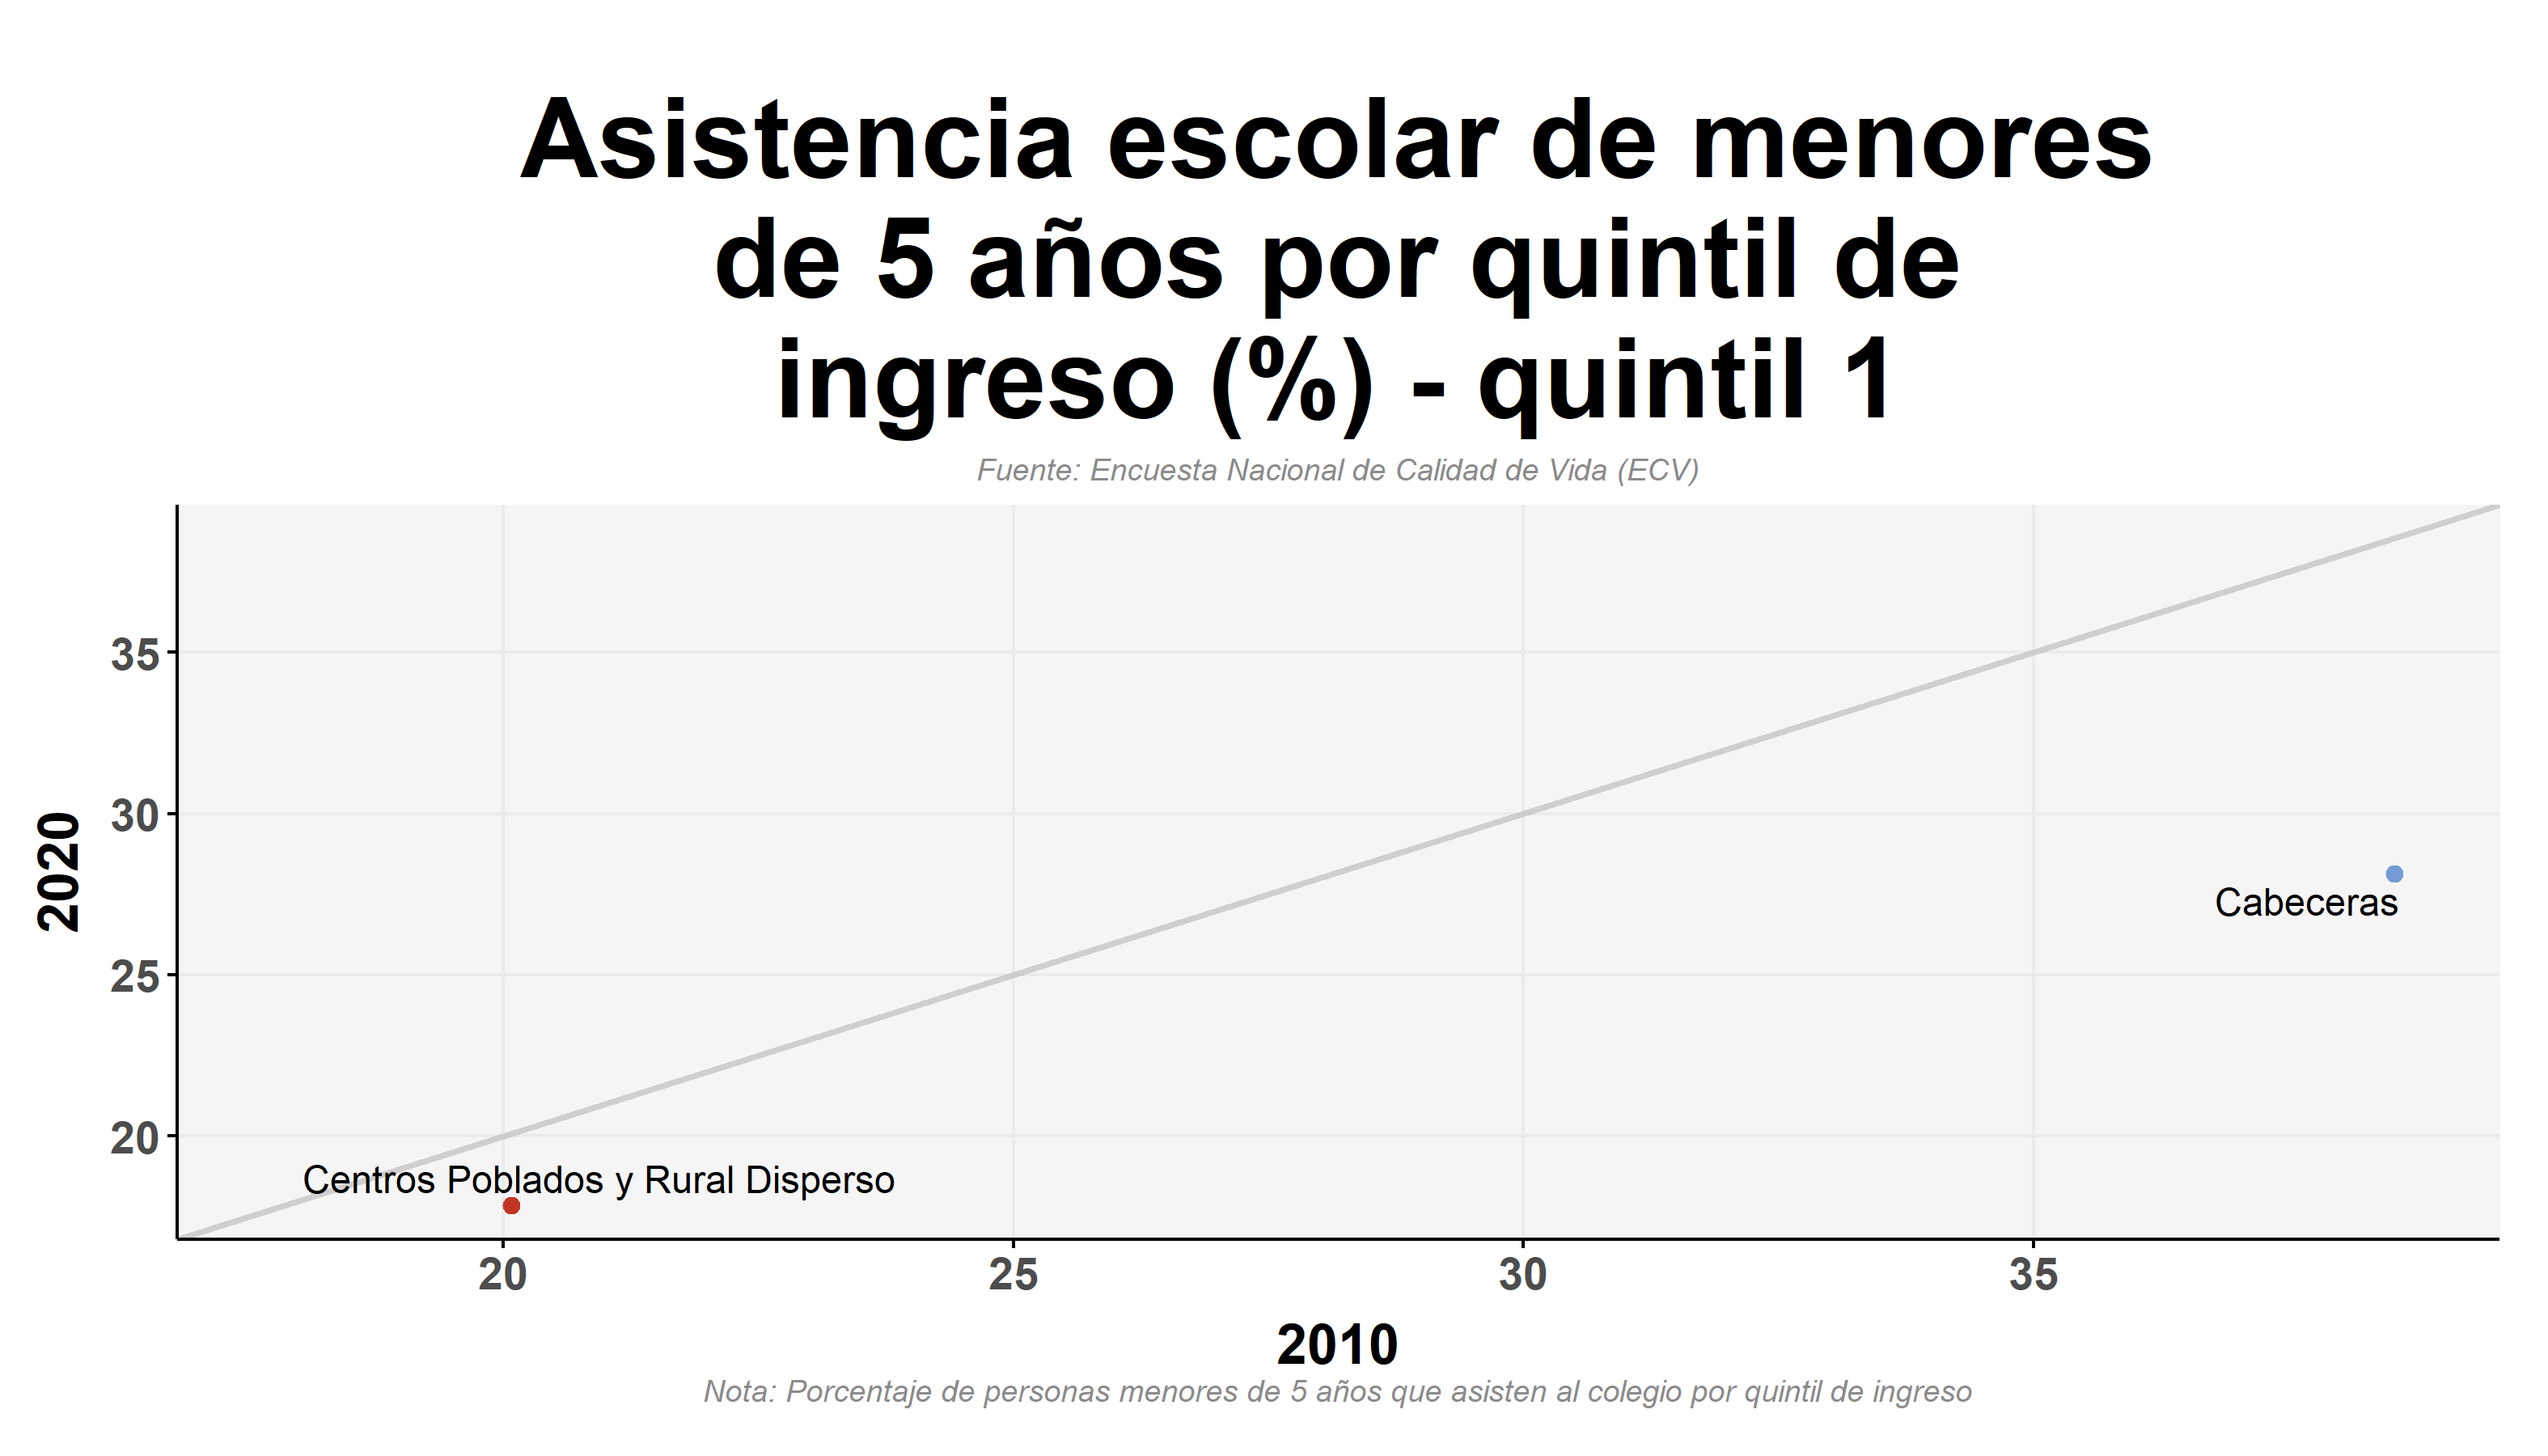 Asistencia escolar de menores
de 5 años por quintil de
ingreso (%) - quintil 1
Fuente: Encuesta Nacional de Calidad de Vida (ECV)
35
30
25
20
2020
Cabeceras
Centros Poblados y Rural Disperso
20
25
30
35
2010
Nota: Porcentaje de personas menores de 5 años que asisten al colegio por quintil de ingreso